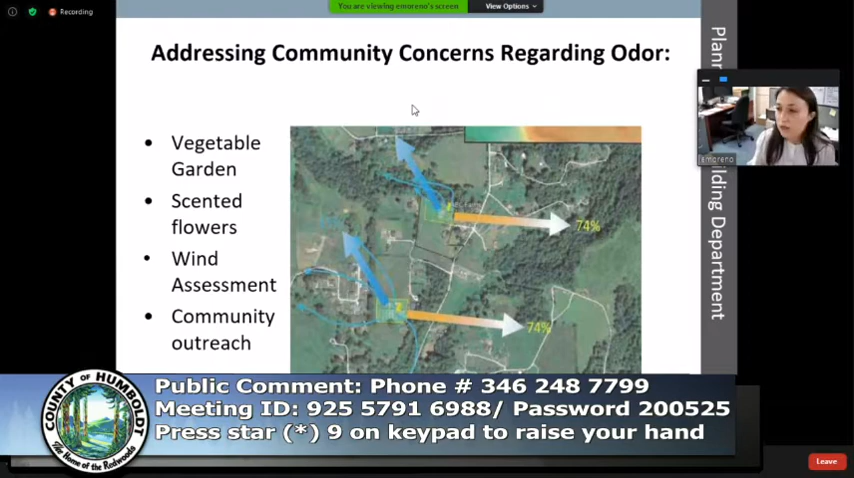 Recording
You are viewing emoreno's screen
View Options
Addressing Community Concerns Regarding Odor:
• Vegetable
Garden
• Scented
flowers
• Wind
Assessment
• Community
outreach
74%
74%
emoreno
Building Department
Public Comment: Phone # 346 248 7799
Meeting ID: 925 5791 6988/ Password 200525
Press star (*) 9 on keypad to raise your hand
COUNTY OF HUMBOLDT
The Home of the Redwoods
Leave